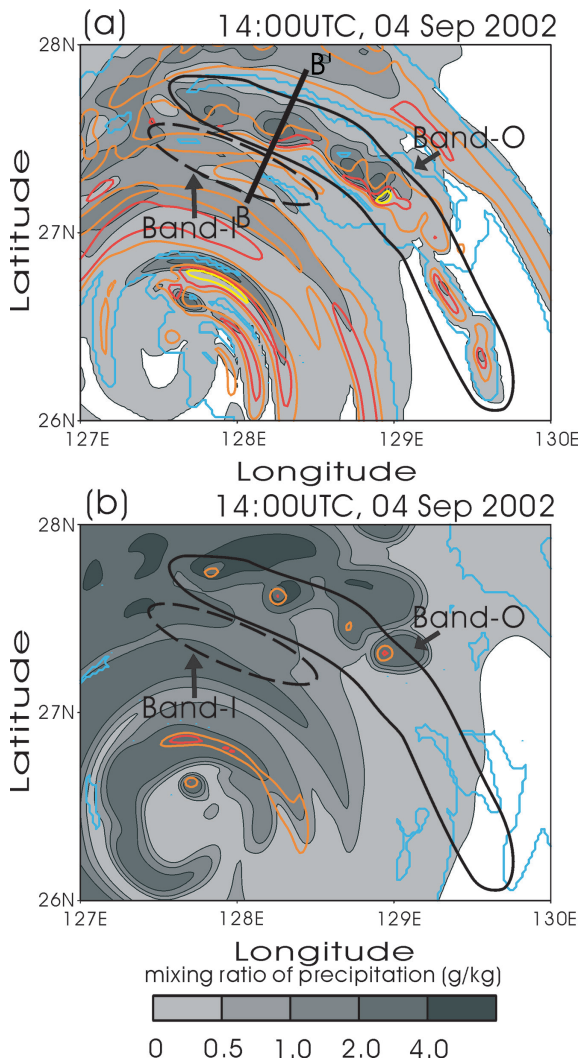 (a) 14:00UTC, 04 Sep 2002
28N
B'
Band-O
Latitude
27N
Band-I
B
26N
127E 128E 129E 130E
Longitude
(b) 14:00UTC, 04 Sep 2002
28N
Band-O
Latitude
27N
Band-I
26N
127E 128E 129E 130E
Longitude
mixing ratio of precipitation (g/kg)
0 0.5 1.0 2.0 4.0